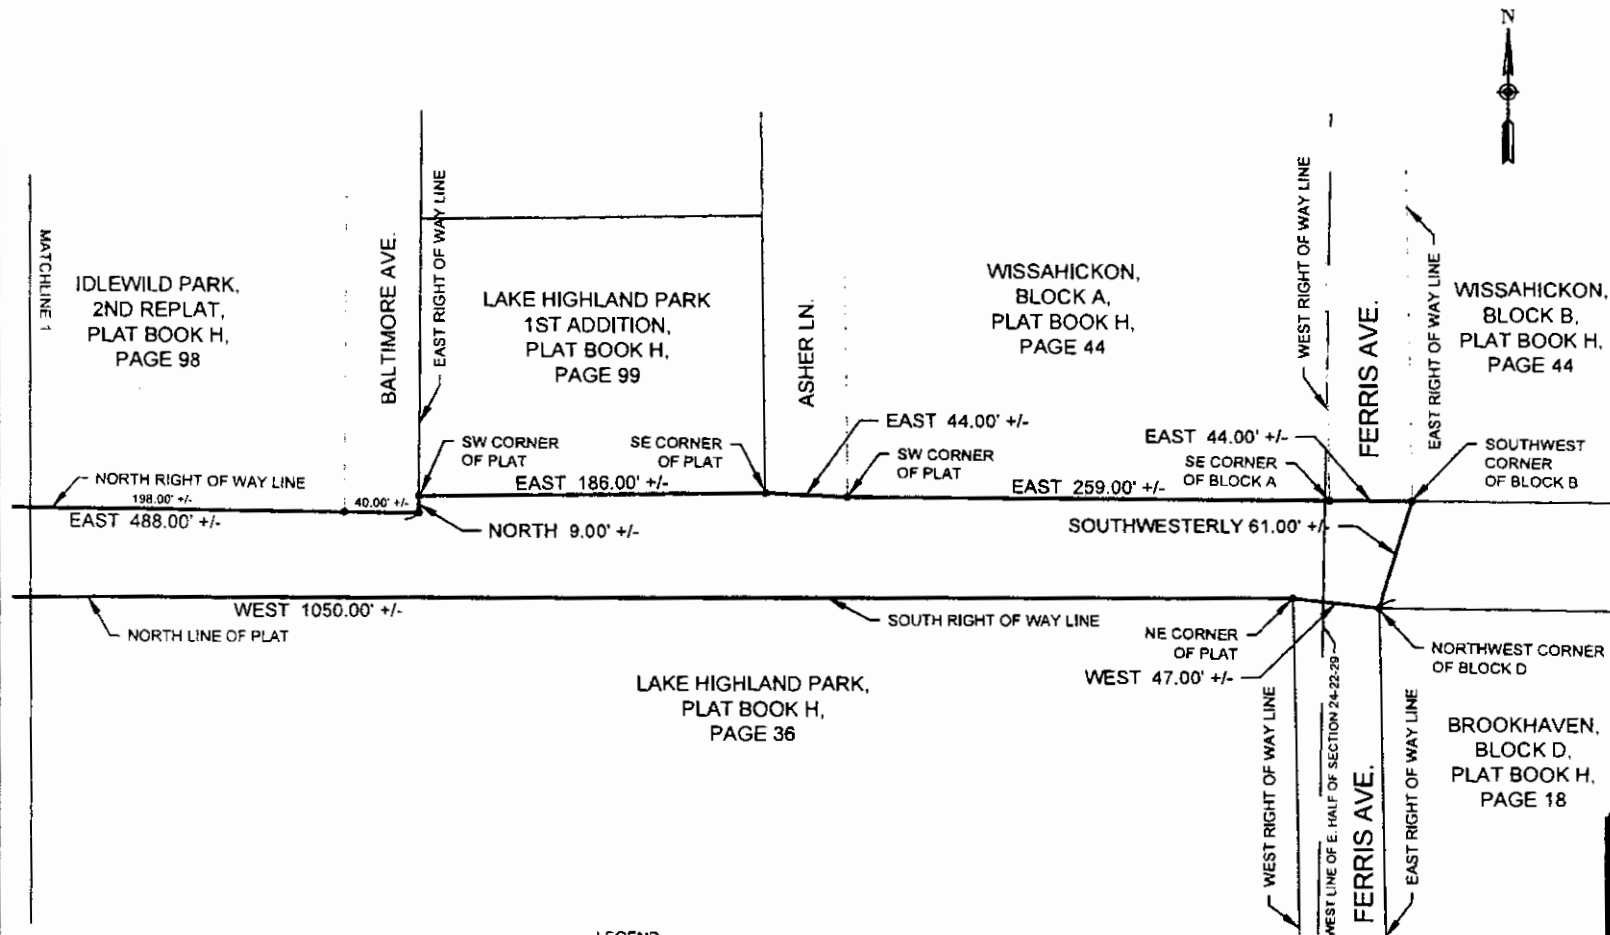 N
MATCHLINE 1
IDLEWILD PARK,
2ND REPLAT,
PLAT BOOK H,
PAGE 98
BALTIMORE AVE.
EAST RIGHT OF WAY LINE
LAKE HIGHLAND PARK
1ST ADDITION,
PLAT BOOK H,
PAGE 99
ASHER LN.
WISSAHICKON,
BLOCK A,
PLAT BOOK H,
PAGE 44
WEST RIGHT OF WAY LINE
FERRIS AVE.
EAST RIGHT OF WAY LINE
WISSAHICKON,
BLOCK B,
PLAT BOOK H,
PAGE 44
NORTH RIGHT OF WAY LINE
198.00' +/-
EAST 488.00' +/-
40.00' +/-
SW CORNER
OF PLAT
SE CORNER
OF PLAT
EAST 186.00' +/-
NORTH 9.00' +/-
EAST 44.00' +/-
SW CORNER
OF PLAT
EAST 259.00' +/-
EAST 44.00' +/-
SE CORNER
OF BLOCK A
SOUTHWEST
CORNER
OF BLOCK B
SOUTHWESTERLY 61.00' +/-
WEST 1050.00' +/-
NORTH LINE OF PLAT
SOUTH RIGHT OF WAY LINE
NE CORNER
OF PLAT
WEST 47.00' +/-
NORTHWEST CORNER
OF BLOCK D
LAKE HIGHLAND PARK,
PLAT BOOK H,
PAGE 36
WEST RIGHT OF WAY LINE
WEST LINE OF E. HALF OF SECTION 24-22-29
FERRIS AVE.
EAST RIGHT OF WAY LINE
BROOKHAVEN,
BLOCK D,
PLAT BOOK H,
PAGE 18
LEGEND